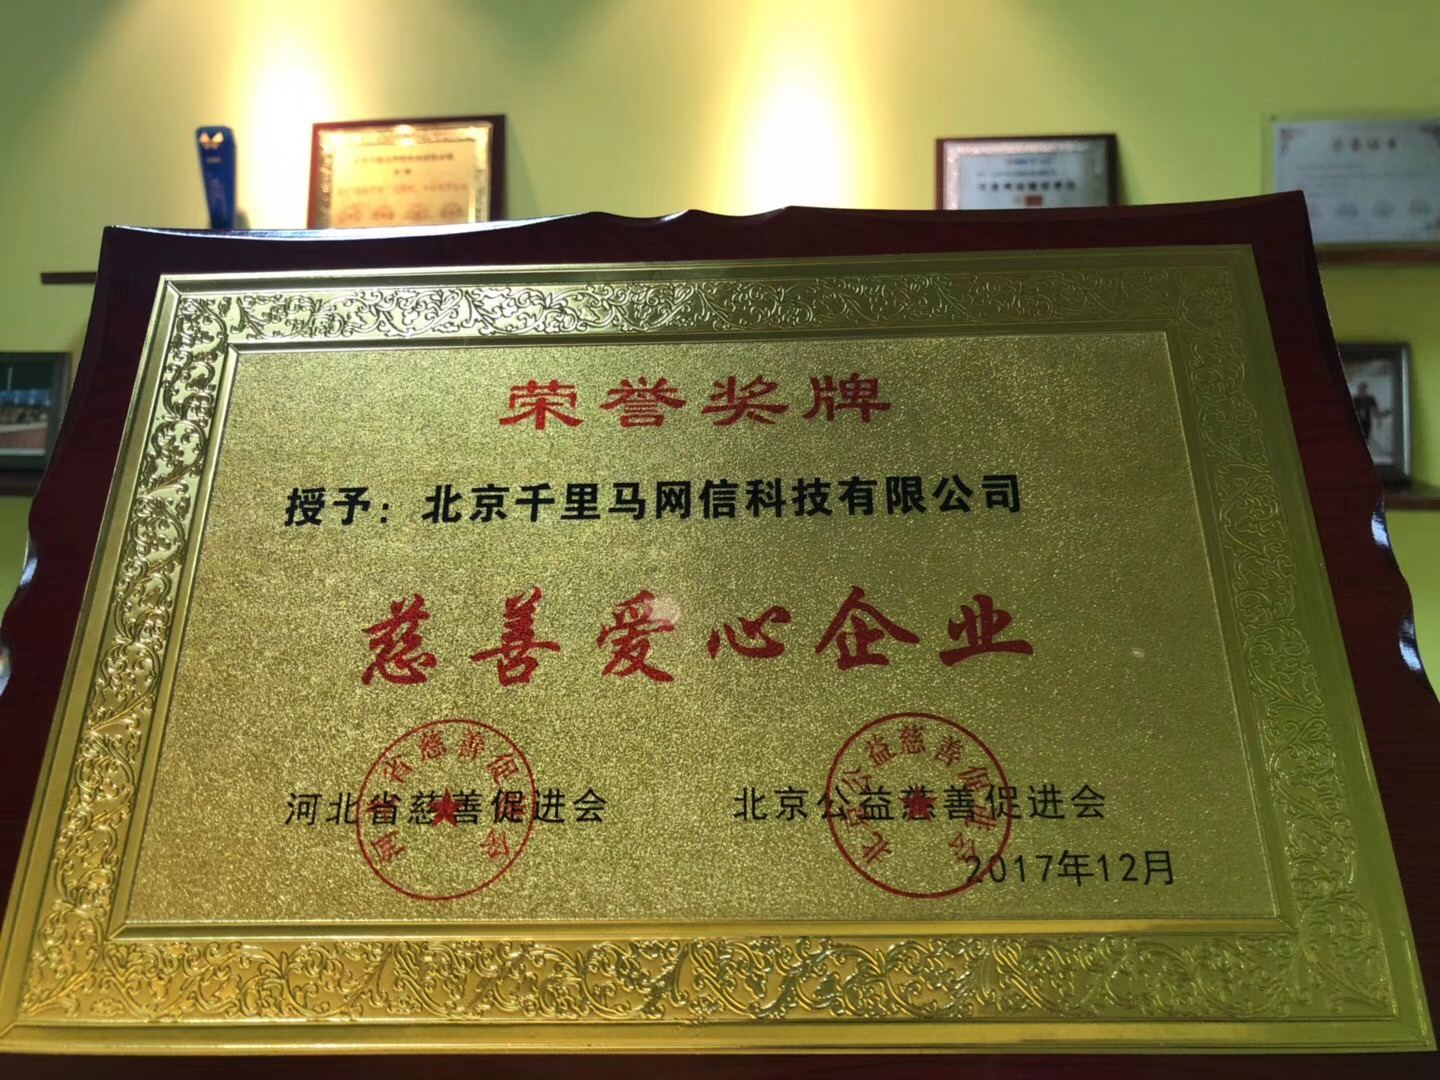 荣誉奖牌
授予：北京千里马网信科技有限公司
慈善爱心企业
河北省慈善促进会
北京公益慈善促进会
2017年12月